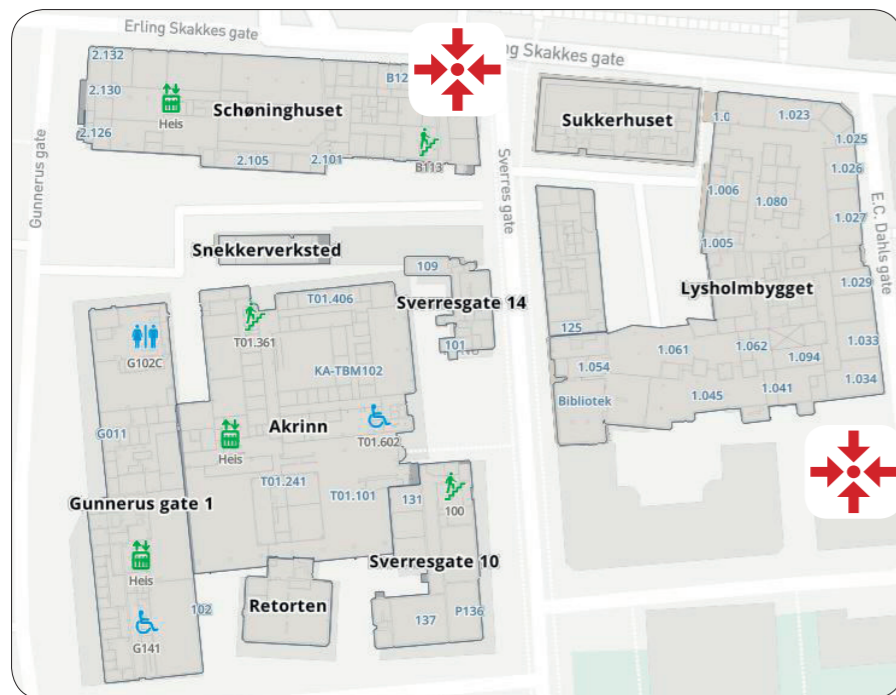 Erling Skakkes gate
ng Skakkes gate
2.132
B12
2.130
Heis
Schøninghuset
2.126
2.105
2.101
B113
Gunnerus gate
Sverres gate
Sukkerhuset
1.0
1.023
1.025
1.026
1.006
1.080
1.027
E.C. Dahls gate
1.005
Snekkerverksted
109
Sverresgate 14
101
Lysholmbygget
1.029
125
1.061
1.062
1.094
1.033
1.054
1.034
1.045
1.041
Bibliotek
T01.406
T01.361
G102C
KA-TBM102
G011
Akrinn
T01.602
Heis
T01.241
T01.101
Gunnerus gate 1
131
100
Sverresgate 10
Heis
Retorten
102
137
P136
G141